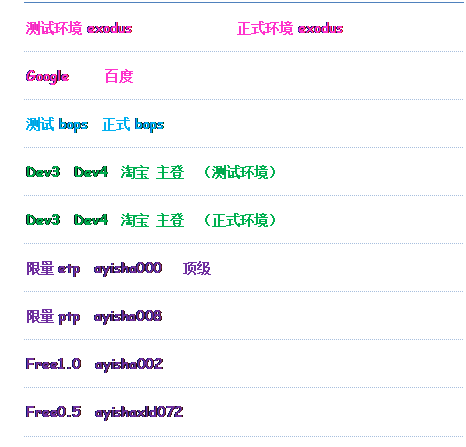 测试环境 exodus 正式环境 exodus
Google 百度
测试 bops 正式 bops
Dev3 Dev4 淘宝 主登 （测试环境）
Dev3 Dev4 淘宝 主登 （正式环境）
限量 etp ayisha000 顶级
限量 ptp ayisha008
Free1.0 ayisha002
Free0.5 ayishaxdd072